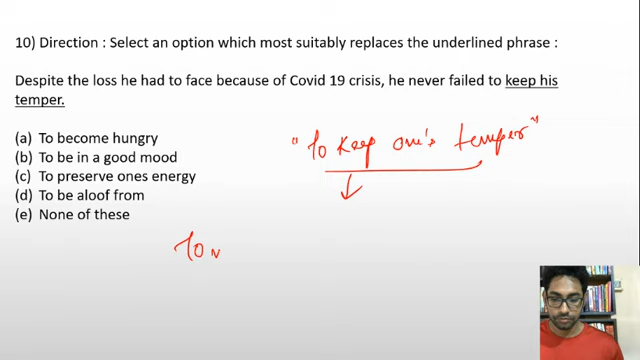 10) Direction : Select an option which most suitably replaces the underlined phrase :
Despite the loss he had to face because of Covid 19 crisis, he never failed to keep his
temper.
(a) To become hungry
(b) To be in a good mood
(c) To preserve ones energy
(d) To be aloof from
(e) None of these
"To keep one's temper"
To